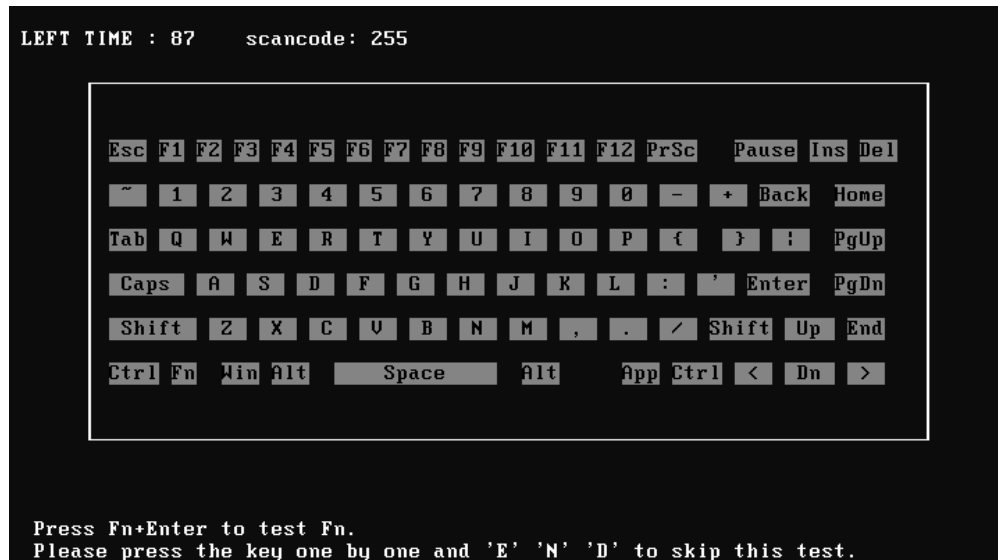 LEFT TIME : 87 scancode: 255
Esc F1 F2 F3 F4 F5 F6 F7 F8 F9 F10 F11 F12 PrSc Pause Ins Del
~ 1 2 3 4 5 6 7 8 9 0 - + Back Home
Tab Q W E R T Y U I O P { } ¦ PgUp
Caps A S D F G H J K L : ' Enter PgDn
Shift Z X C V B N M , . / Shift Up End
Ctrl Fn Win Alt Space Alt App Ctrl < Dn >
Press Fn+Enter to test Fn.
Please press the key one by one and 'E' 'N' 'D' to skip this test.